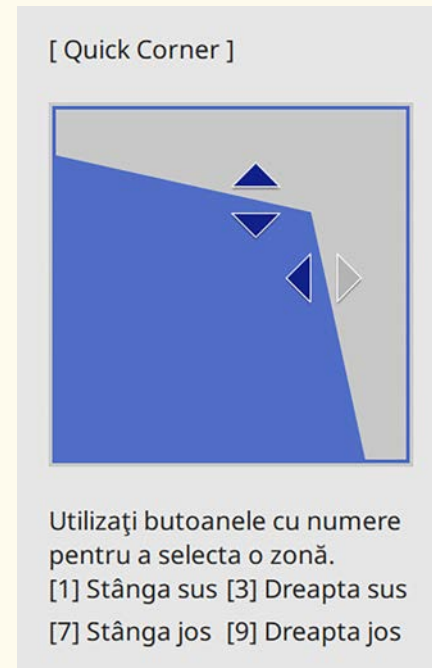 [ Quick Corner ]
Utilizaţi butoanele cu numere
pentru a selecta o zonă.
[1] Stânga sus [3] Dreapta sus
[7] Stânga jos [9] Dreapta jos